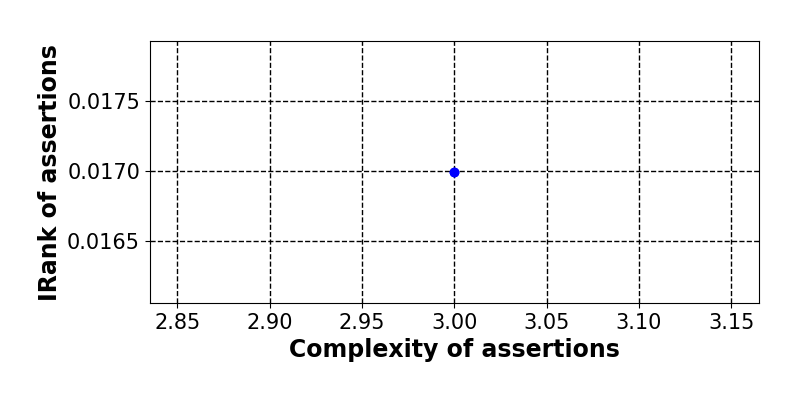 IRank of assertions
0.0175
0.0170
0.0165
2.85 2.90 2.95 3.00 3.05 3.10 3.15
Complexity of assertions